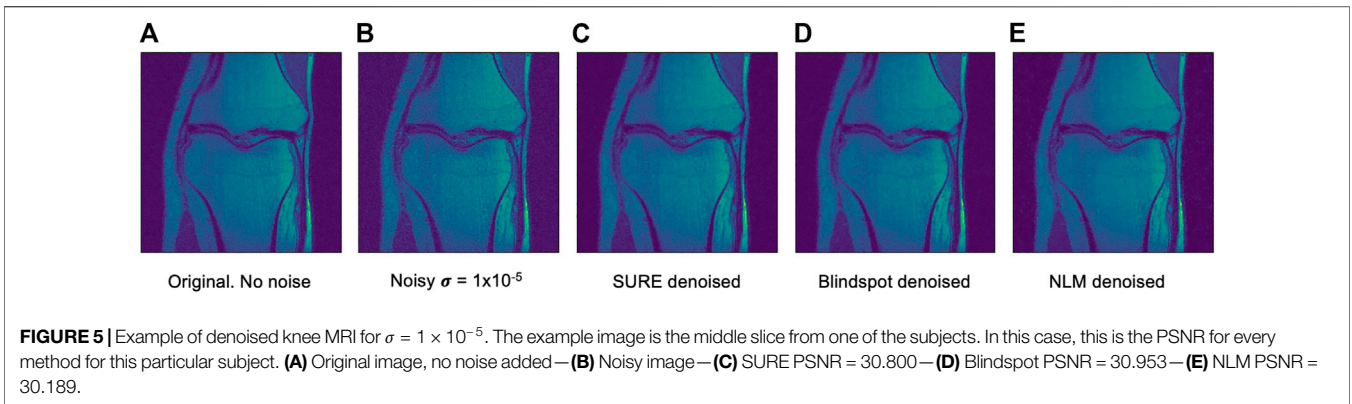 A B C D E
Original. No noise Noisy σ = 1x10⁻⁵ SURE denoised Blindspot denoised NLM denoised
FIGURE 5 | Example of denoised knee MRI for σ = 1 × 10⁻⁵. The example image is the middle slice from one of the subjects. In this case, this is the PSNR for every
method for this particular subject. (A) Original image, no noise added—(B) Noisy image—(C) SURE PSNR = 30.800—(D) Blindspot PSNR = 30.953—(E) NLM PSNR =
30.189.